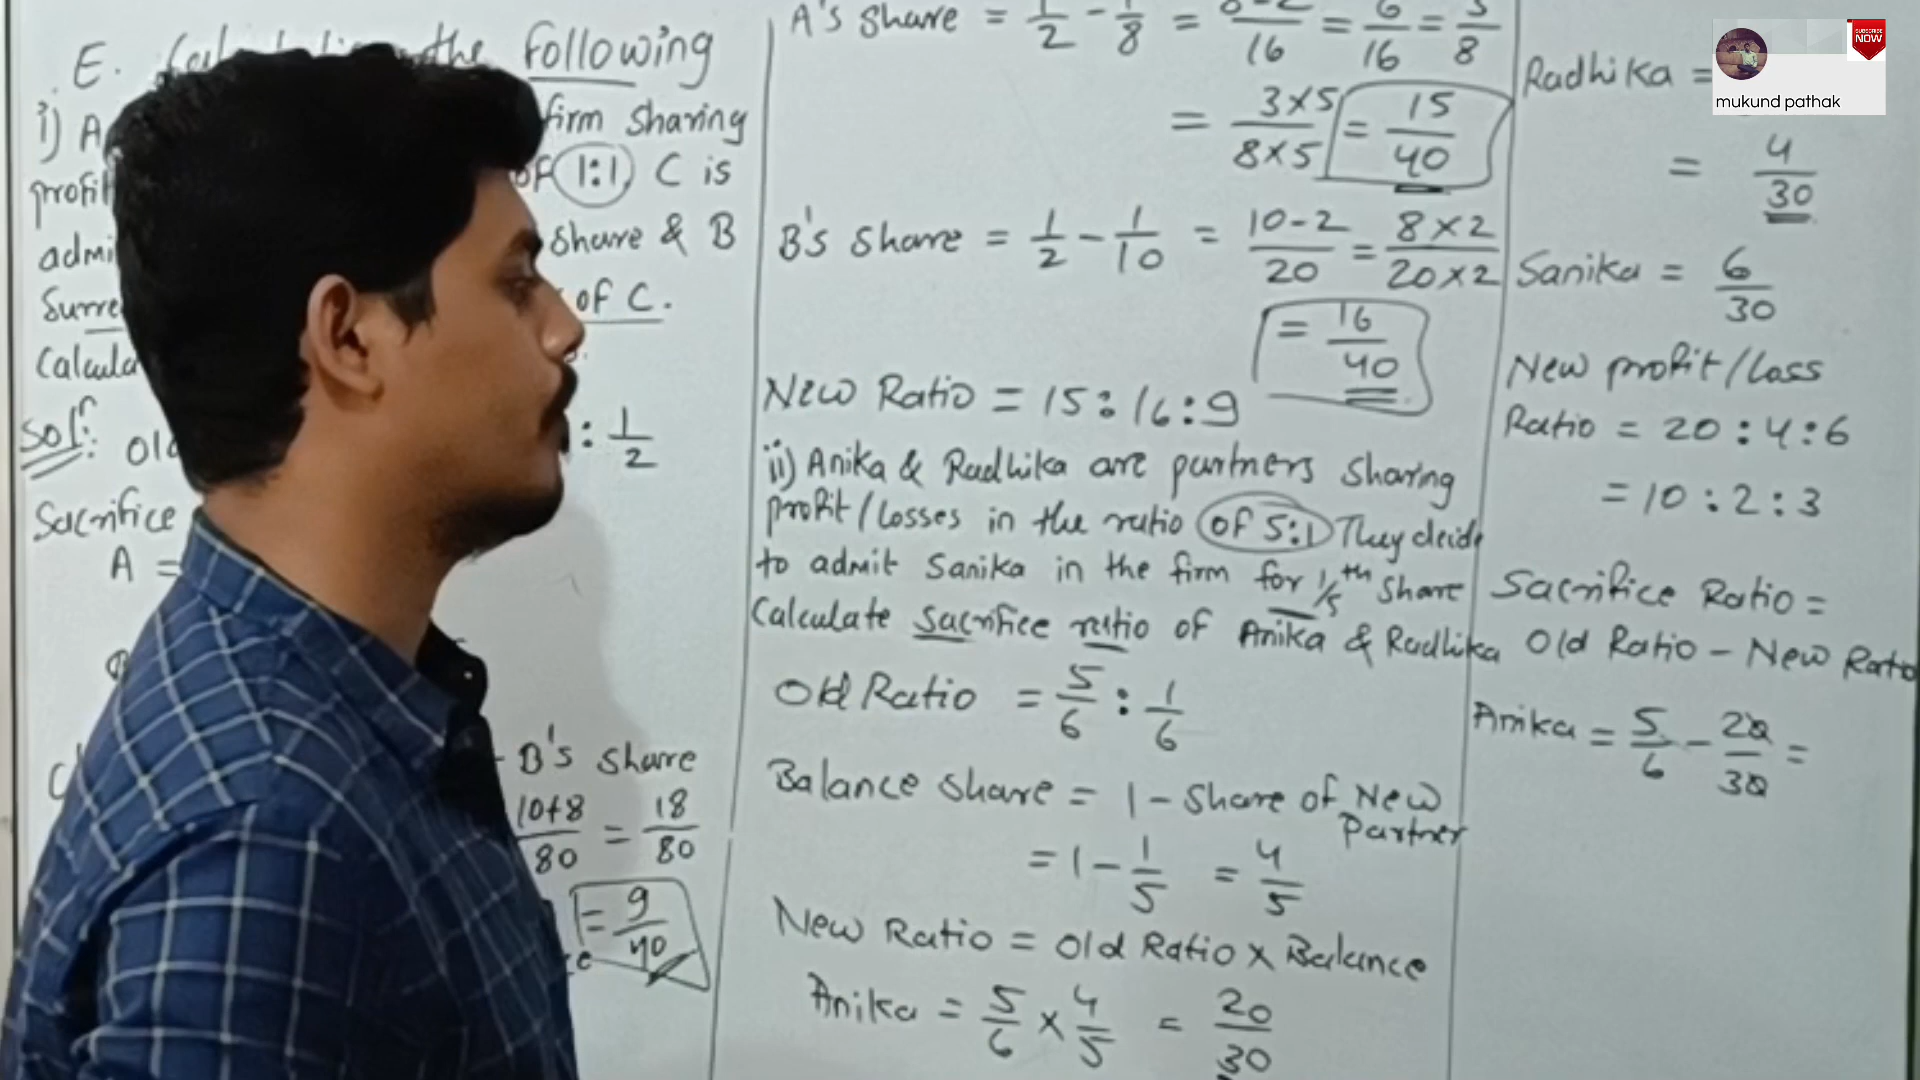 E. the Following
i) A firm sharing
profit of 1:1) C is
admi share & B
Surre of C.
Calcula
Sol: Old : 1/2
Sacrifice
A =
B's share
10+8/80 = 18/80
= 9/40
A's share = 1/2 - 1/8 = 8-2/16 = 6/16 = 3/8
= 3×5/8×5 = 15/40
B's share = 1/2 - 1/10 = 10-2/20 = 8×2/20×2
= 16/40
New Ratio = 15:16:9
ii) Anika & Radhika are partners sharing
profit/losses in the ratio of 5:1) They decide
to admit Sanika in the firm for 1/5th share
Calculate sacrifice ratio of Anika & Radhika
Old Ratio = 5/6 : 1/6
Balance share = 1 - share of New
Partner
= 1 - 1/5 = 4/5
New Ratio = Old Ratio × Balance
Anika = 5/6 × 4/5 = 20/30
Radhika =
= 4/30
Sanika = 6/30
New profit/Loss
Ratio = 20:4:6
= 10:2:3
Sacrifice Ratio =
Old Ratio - New Ratio
Anika = 5/6 - 20/30 =
SUBSCRIBE
NOW
mukund pathak